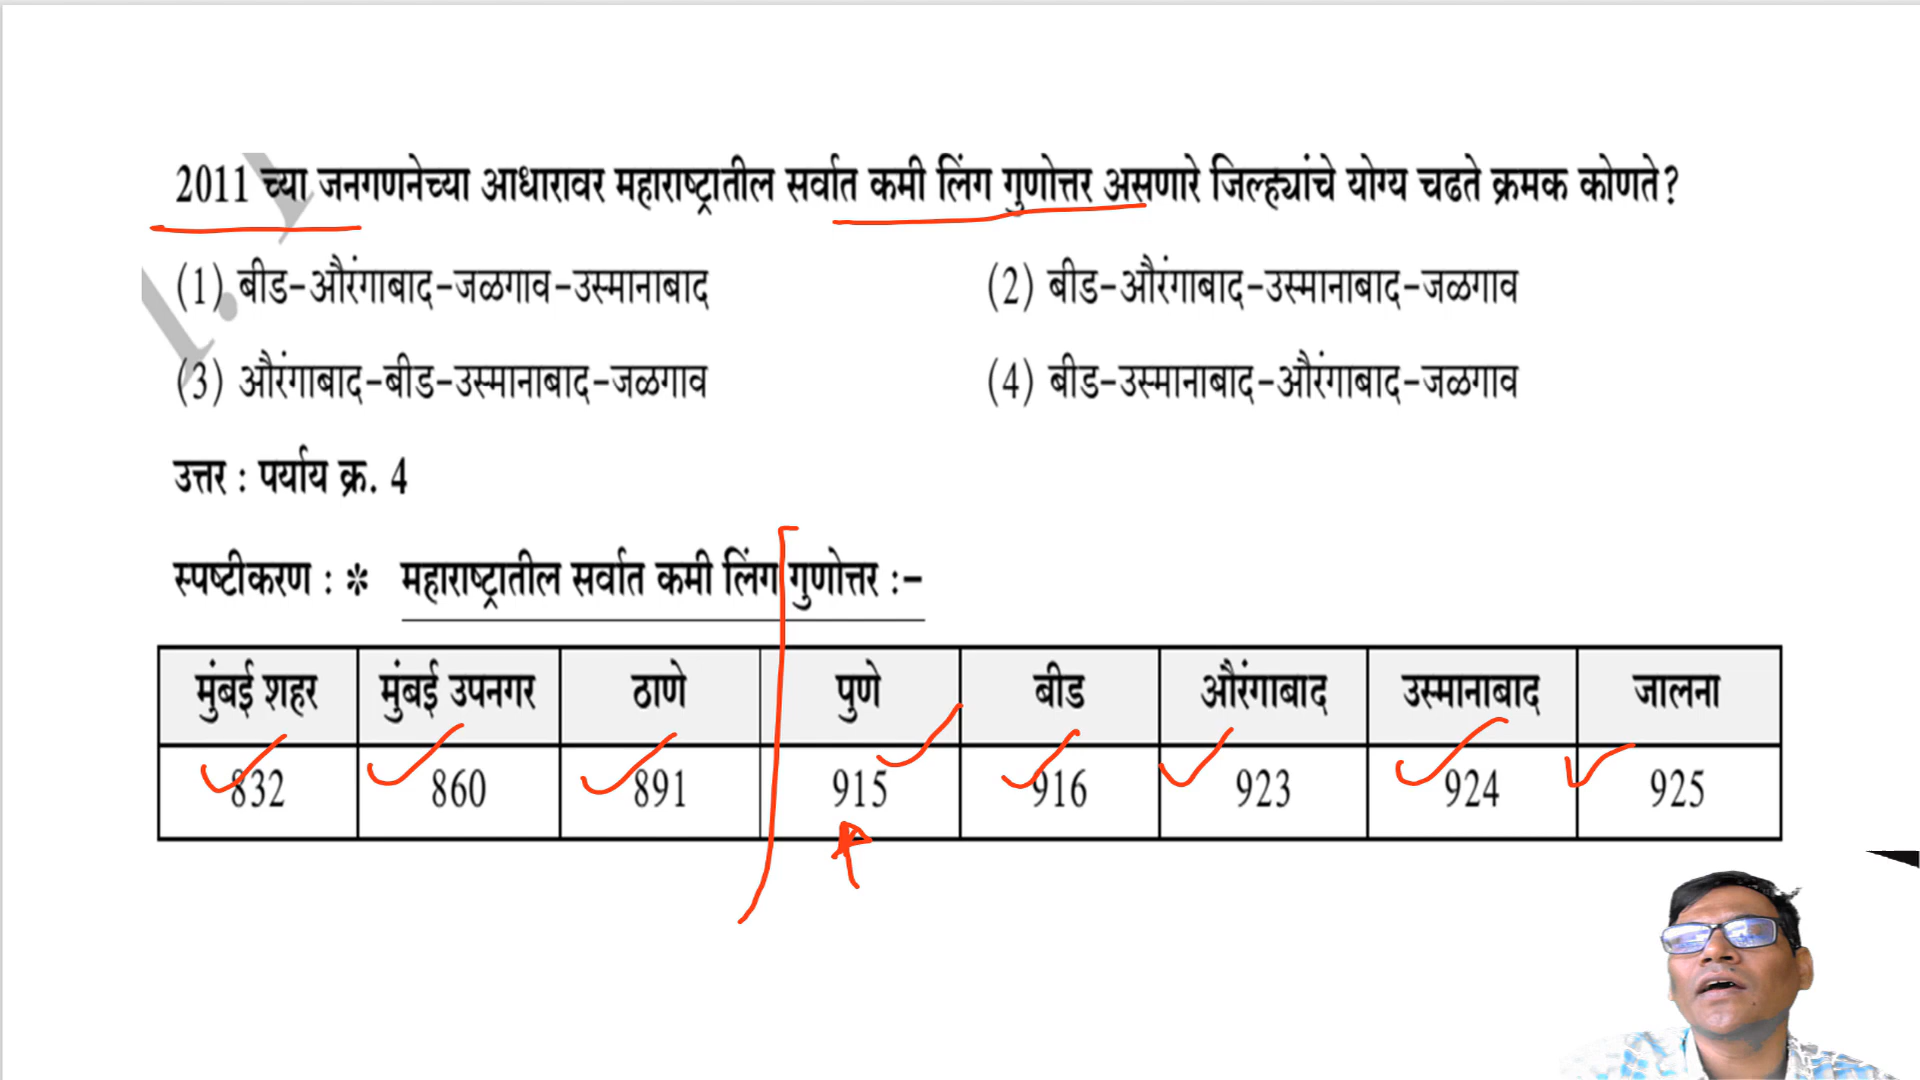 2011 च्या जनगणनेच्या आधारावर महाराष्ट्रातील सर्वात कमी लिंग गुणोत्तर असणारे जिल्ह्यांचे योग्य चढते क्रमक कोणते?
(1) बीड-औरंगाबाद-जळगाव-उस्मानाबाद (2) बीड-औरंगाबाद-उस्मानाबाद-जळगाव
(3) औरंगाबाद-बीड-उस्मानाबाद-जळगाव (4) बीड-उस्मानाबाद-औरंगाबाद-जळगाव
उत्तर : पर्याय क्र. 4
स्पष्टीकरण : * महाराष्ट्रातील सर्वात कमी लिंग गुणोत्तर :-
मुंबई शहर मुंबई उपनगर ठाणे पुणे बीड औरंगाबाद उस्मानाबाद जालना
832 860 891 915 916 923 924 925